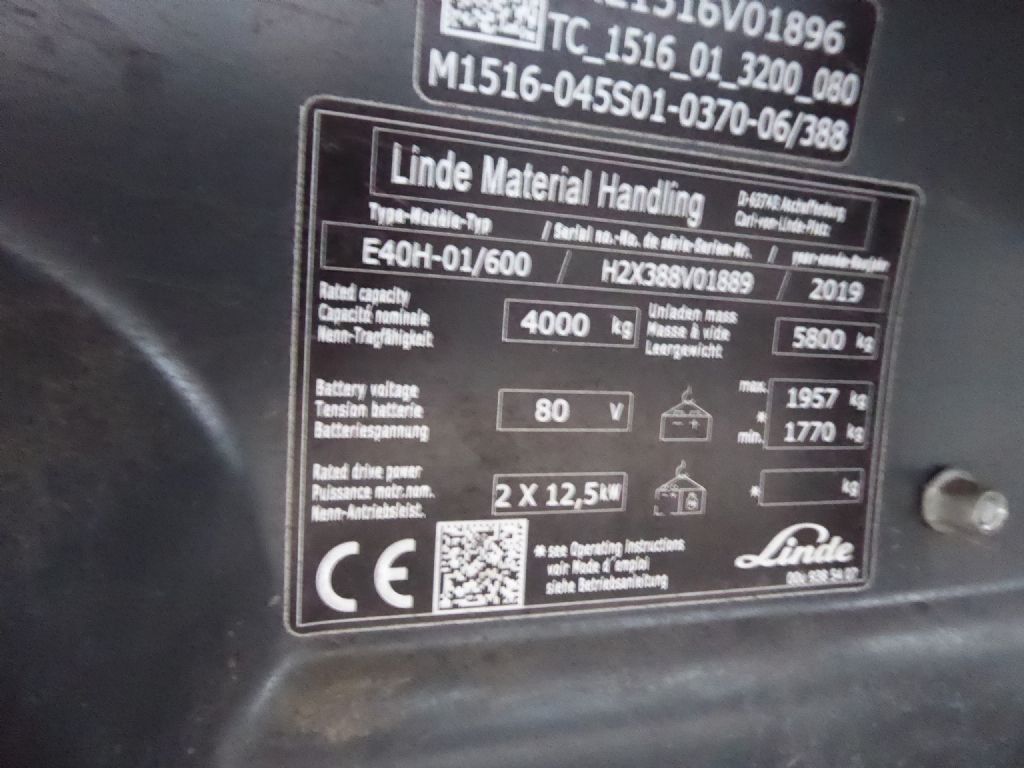 1516V01896
TC_1516_01_3200_080
M1516-045S01-0370-06/388
Linde Material Handling
D-63743 Aschaffenburg
Carl-von-Linde-Platz
Type-Modèle-Typ / Serial no.-No. de série-Serien-Nr. / year-année-Baujahr
E40H-01/600 / H2X388V01889 / 2019
Rated capacity
Capacité nominale
Nenn-Tragfähigkeit
4000 kg
Unladen mass
Masse à vide
Leergewicht
5800 kg
Battery voltage
Tension batterie
Batteriespannung
80 V
- +
max. 1957 kg
*
min. 1770 kg
Rated drive power
Puissance motr.nom.
Nenn-Antriebsleist.
2 X 12,5kW
* kg
CE
* see Operating instructions
voir Mode d'emploi
siehe Betriebsanleitung
Linde